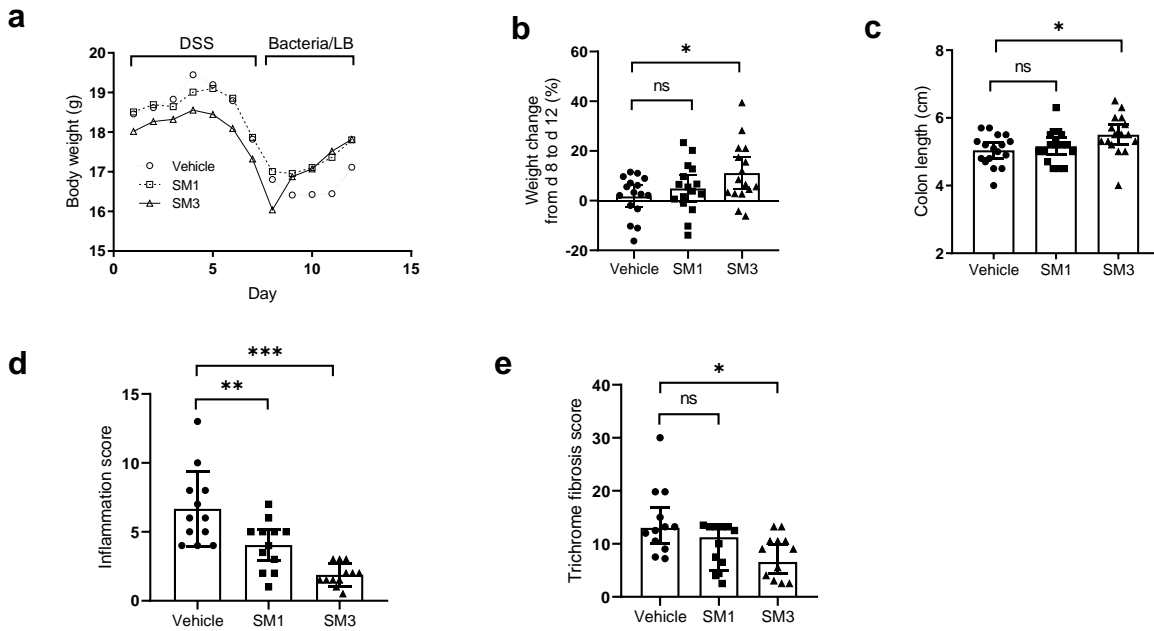 a
DSS
Bacteria/LB
20
19
18
17
16
15
Body weight (g)
Vehicle
SM1
SM3
0
5
10
15
Day
b
Weight change
from d 8 to d 12 (%)
60
40
20
0
-20
*
ns
Vehicle
SM1
SM3
c
Colon length (cm)
8
6
4
2
*
ns
Vehicle
SM1
SM3
d
Inflammation score
15
10
5
0
***
**
Vehicle
SM1
SM3
e
Trichrome fibrosis score
40
30
20
10
0
*
ns
Vehicle
SM1
SM3